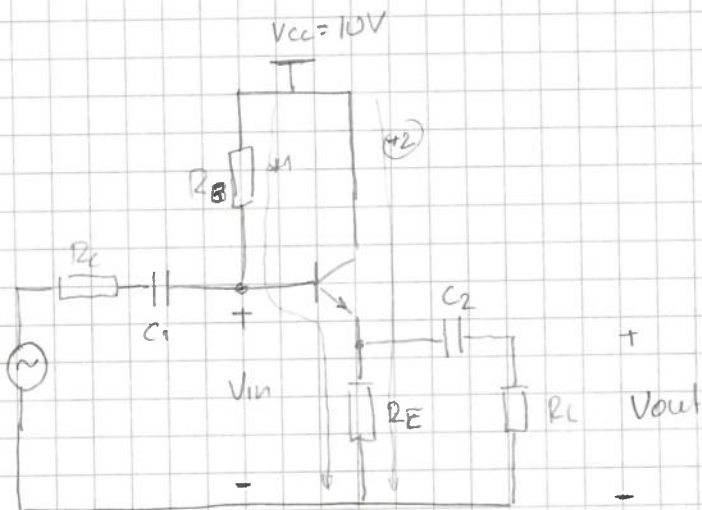 Vcc=10V
*2
RB
*1
Rc
C2
+
+
C1
Vin
RE
RL
Vout
-
-